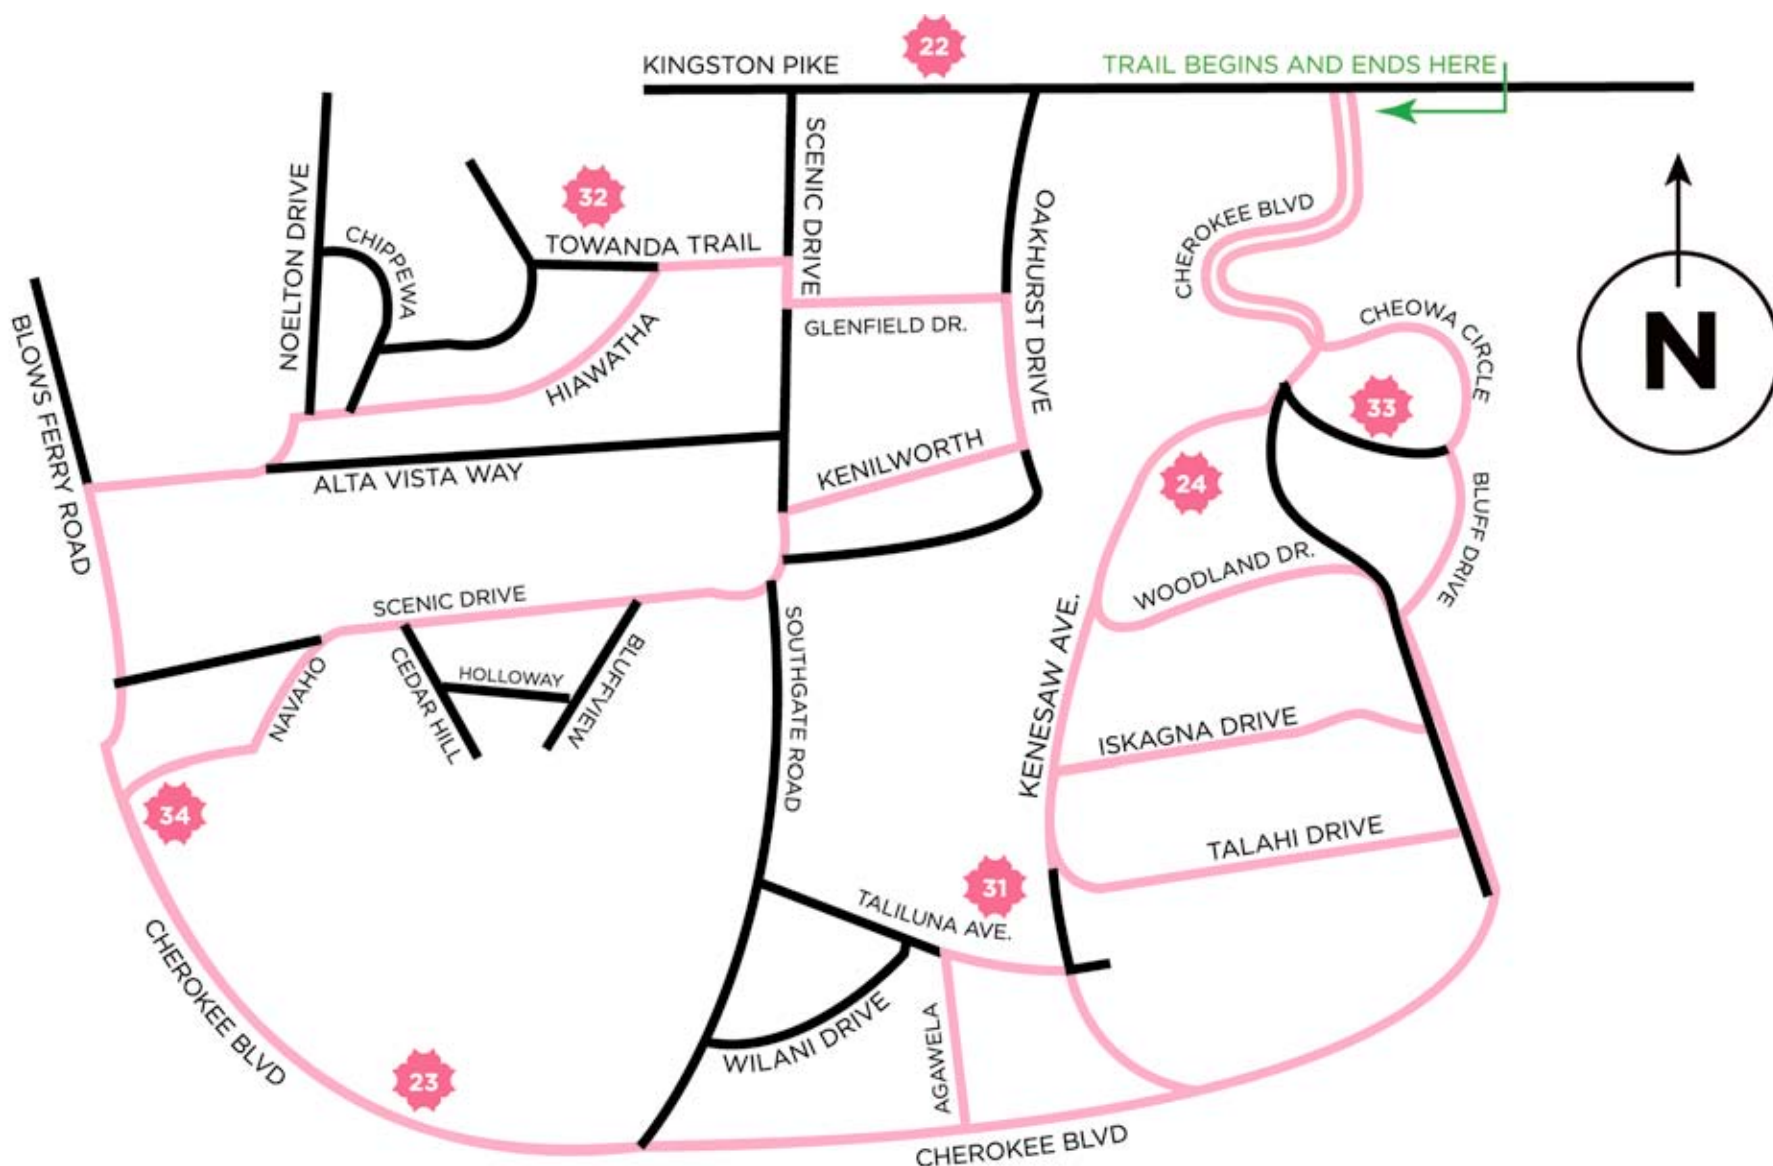 22
KINGSTON PIKE
TRAIL BEGINS AND ENDS HERE
SCENIC DRIVE
NOELTON DRIVE
32
CHIPPEWA
TOWANDA TRAIL
OAKHURST DRIVE
CHEROKEE BLVD
CHEOWA CIRCLE
N
BLOWS FERRY ROAD
HIAWATHA
GLENFIELD DR.
33
ALTA VISTA WAY
KENILWORTH
24
BLUFF DRIVE
WOODLAND DR.
SCENIC DRIVE
NAVAHO
CEDAR HILL
HOLLOWAY
BLUFFVIEW
SOUTHGATE ROAD
KENESAW AVE.
ISKAGNA DRIVE
34
TALAHI DRIVE
31
TALILUNA AVE.
CHEROKEE BLVD
WILANI DRIVE
AGAWELA
23
CHEROKEE BLVD